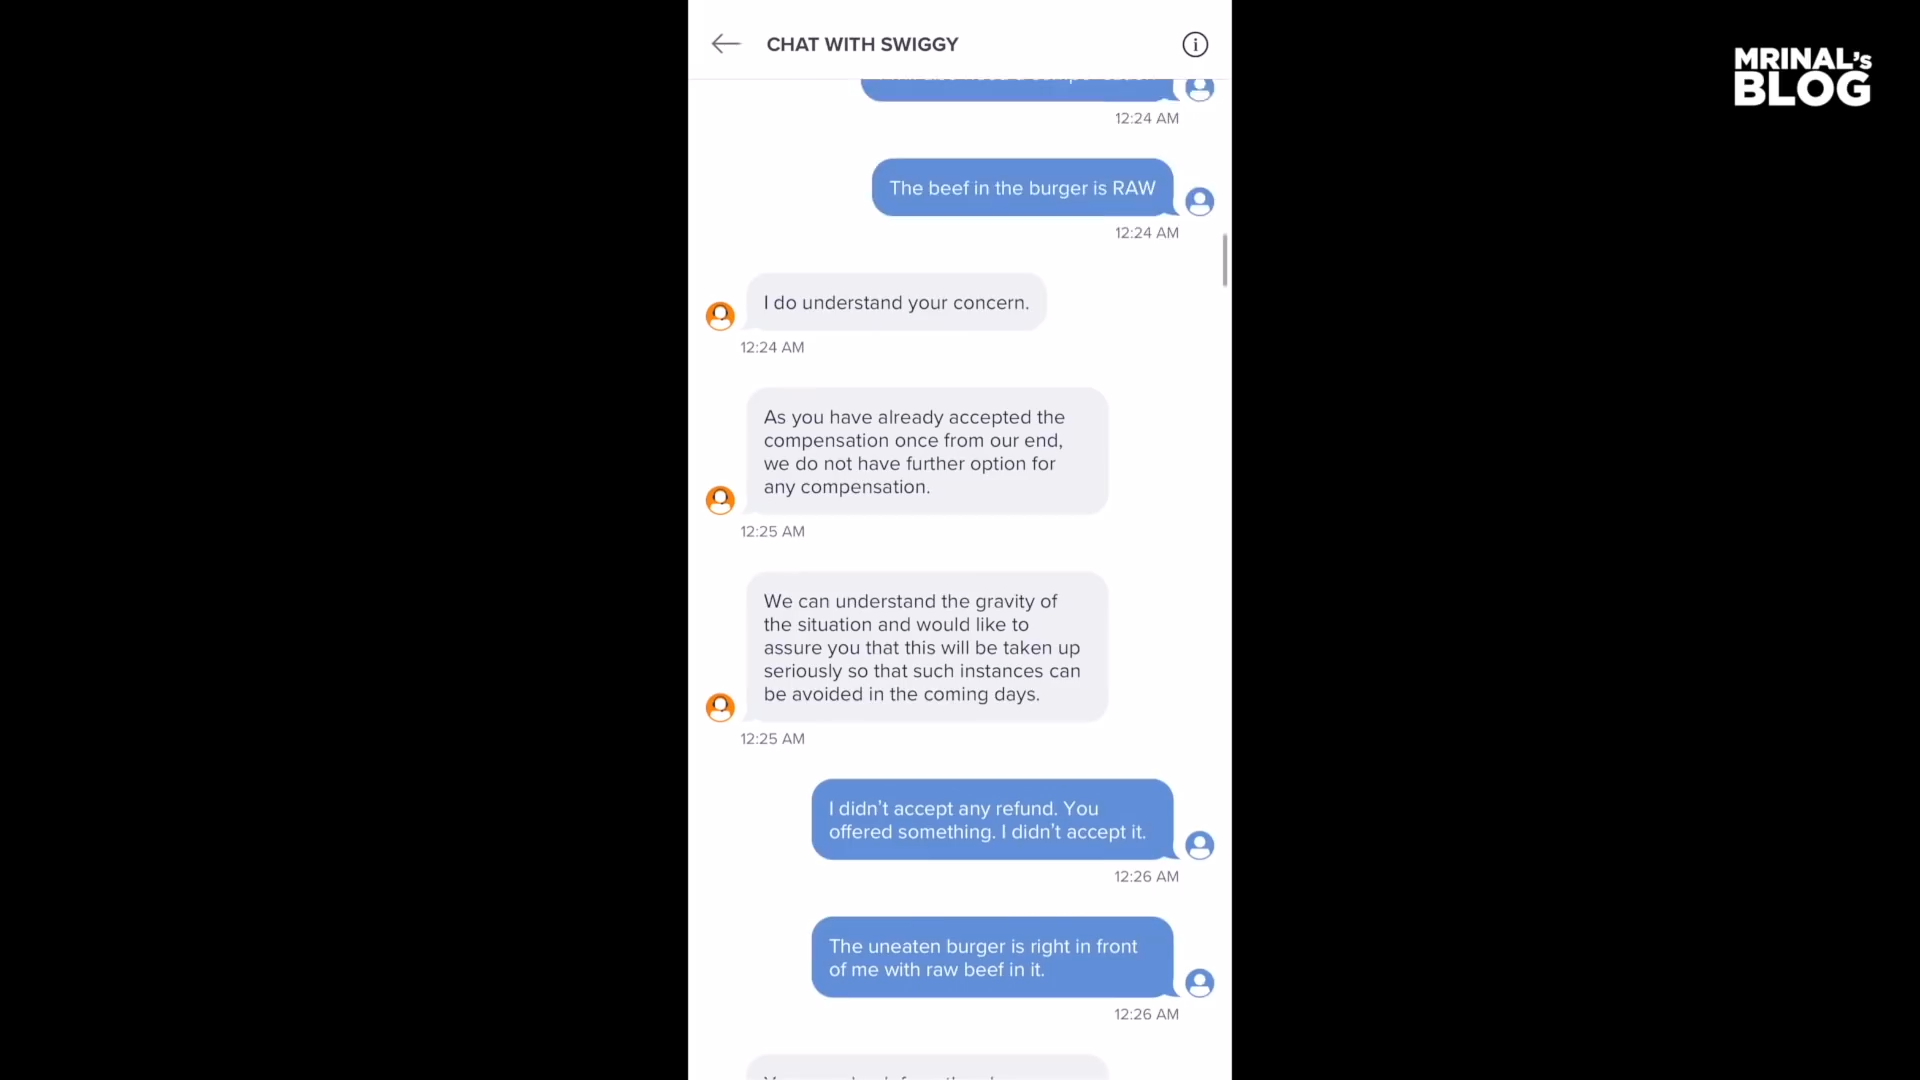 CHAT WITH SWIGGY
MRINAL's
BLOG
12:24 AM
The beef in the burger is RAW
12:24 AM
I do understand your concern.
12:24 AM
As you have already accepted the
compensation once from our end,
we do not have further option for
any compensation.
12:25 AM
We can understand the gravity of
the situation and would like to
assure you that this will be taken up
seriously so that such instances can
be avoided in the coming days.
12:25 AM
I didn't accept any refund. You
offered something. I didn't accept it.
12:26 AM
The uneaten burger is right in front
of me with raw beef in it.
12:26 AM